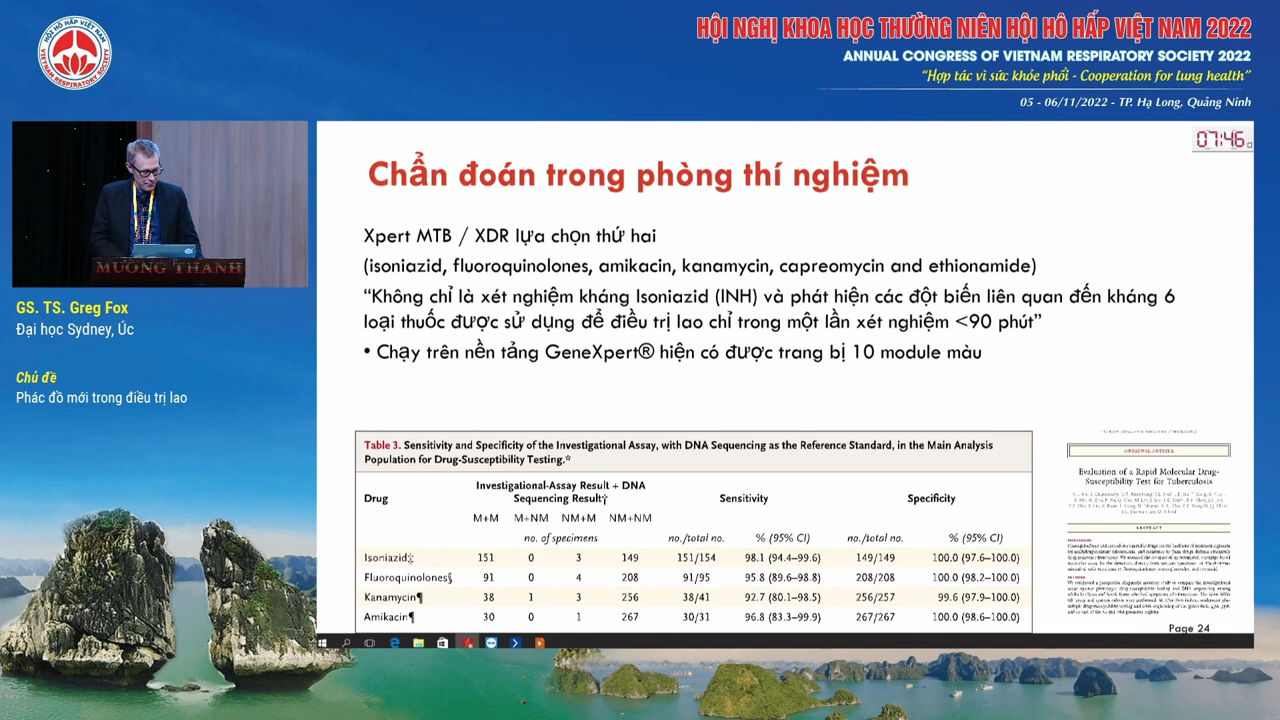 HỘI HÔ HẤP VIỆT NAM
VIETNAM RESPIRATORY SOCIETY
HỘI NGHỊ KHOA HỌC THƯỜNG NIÊN HỘI HÔ HẤP VIỆT NAM 2022
ANNUAL CONGRESS OF VIETNAM RESPIRATORY SOCIETY 2022
"Hợp tác vì sức khỏe phổi - Cooperation for lung health"
05 - 06/11/2022 - TP. Hạ Long, Quảng Ninh
MUONG THANH
GS. TS. Greg Fox
Đại học Sydney, Úc
Chủ đề
Phác đồ mới trong điều trị lao
07:46
Chẩn đoán trong phòng thí nghiệm
Xpert MTB / XDR lựa chọn thứ hai
(isoniazid, fluoroquinolones, amikacin, kanamycin, capreomycin and ethionamide)
“Không chỉ là xét nghiệm kháng Isoniazid (INH) và phát hiện các đột biến liên quan đến kháng 6
loại thuốc được sử dụng để điều trị lao chỉ trong một lần xét nghiệm <90 phút”
• Chạy trên nền tảng GeneXpert® hiện có được trang bị 10 module màu
Table 3. Sensitivity and Specificity of the Investigational Assay, with DNA Sequencing as the Reference Standard, in the Main Analysis
Population for Drug-Susceptibility Testing.*
Drug
Investigational-Assay Result + DNA
Sequencing Result†
Sensitivity
Specificity
M+M M+NM NM+M NM+NM
no. of specimens no./total no. % (95% CI) no./total no. % (95% CI)
Isoniazid‡ 151 0 3 149 151/154 98.1 (94.4–99.6) 149/149 100.0 (97.6–100.0)
Fluoroquinolones§ 91 0 4 208 91/95 95.8 (89.6–98.8) 208/208 100.0 (98.2–100.0)
Kanamycin¶ 38 1 3 256 38/41 92.7 (80.1–98.5) 256/257 99.6 (97.9–100.0)
Amikacin¶ 30 0 1 267 30/31 96.8 (83.3–99.9) 267/267 100.0 (98.6–100.0)
ORIGINAL ARTICLE
Evaluation of a Rapid Molecular Drug-
Susceptibility Test for Tuberculosis
ABSTRACT
Page 24